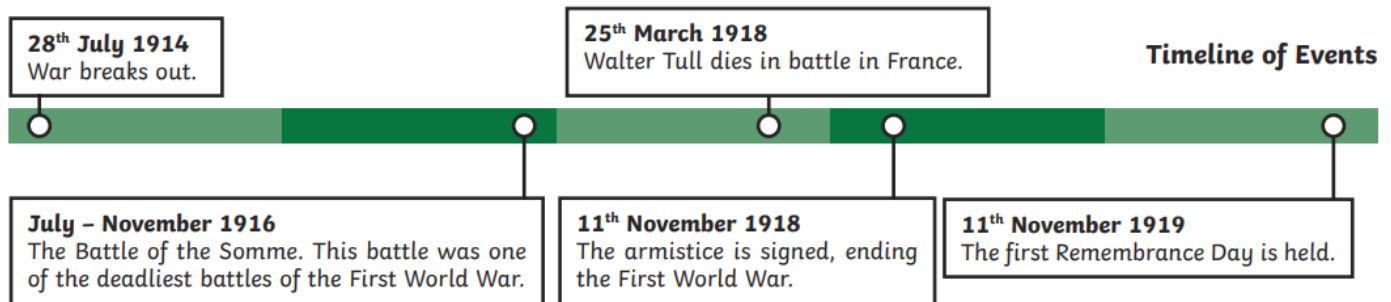 28th July 1914
War breaks out.
25th March 1918
Walter Tull dies in battle in France.
Timeline of Events
July – November 1916
The Battle of the Somme. This battle was one
of the deadliest battles of the First World War.
11th November 1918
The armistice is signed, ending
the First World War.
11th November 1919
The first Remembrance Day is held.